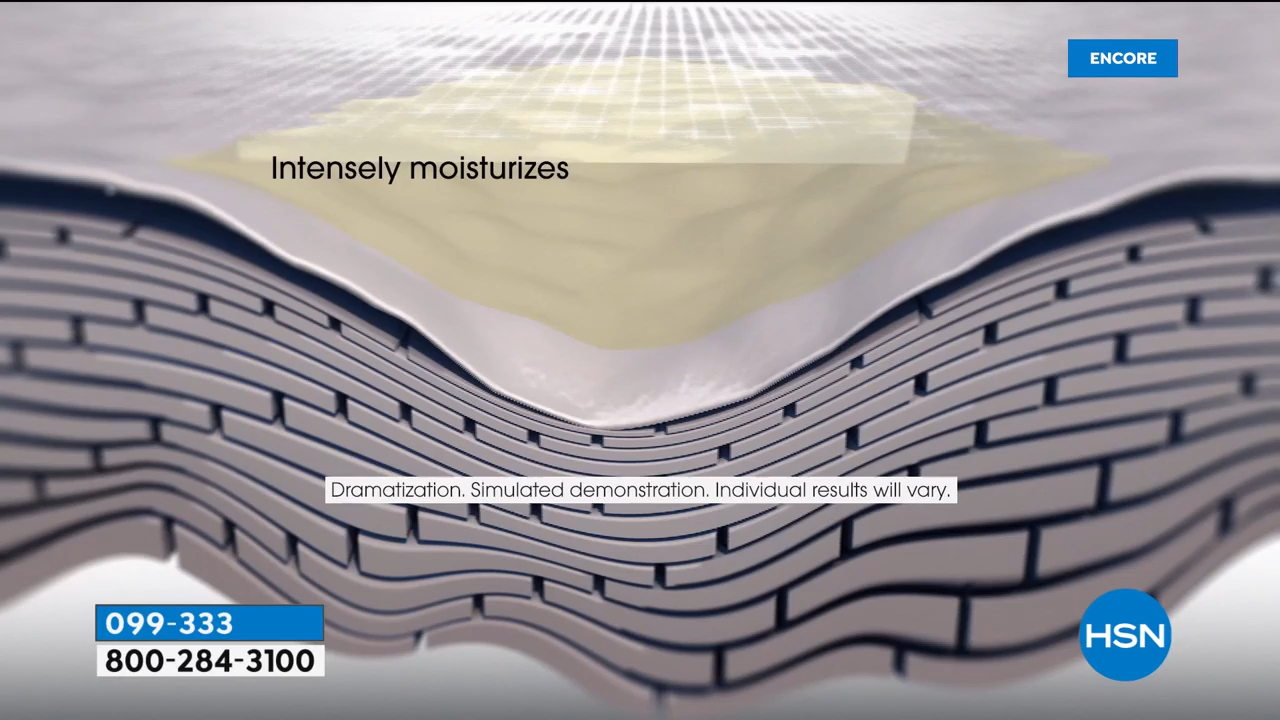 ENCORE
Intensely moisturizes
Dramatization. Simulated demonstration. Individual results will vary.
099-333
800-284-3100
HSN